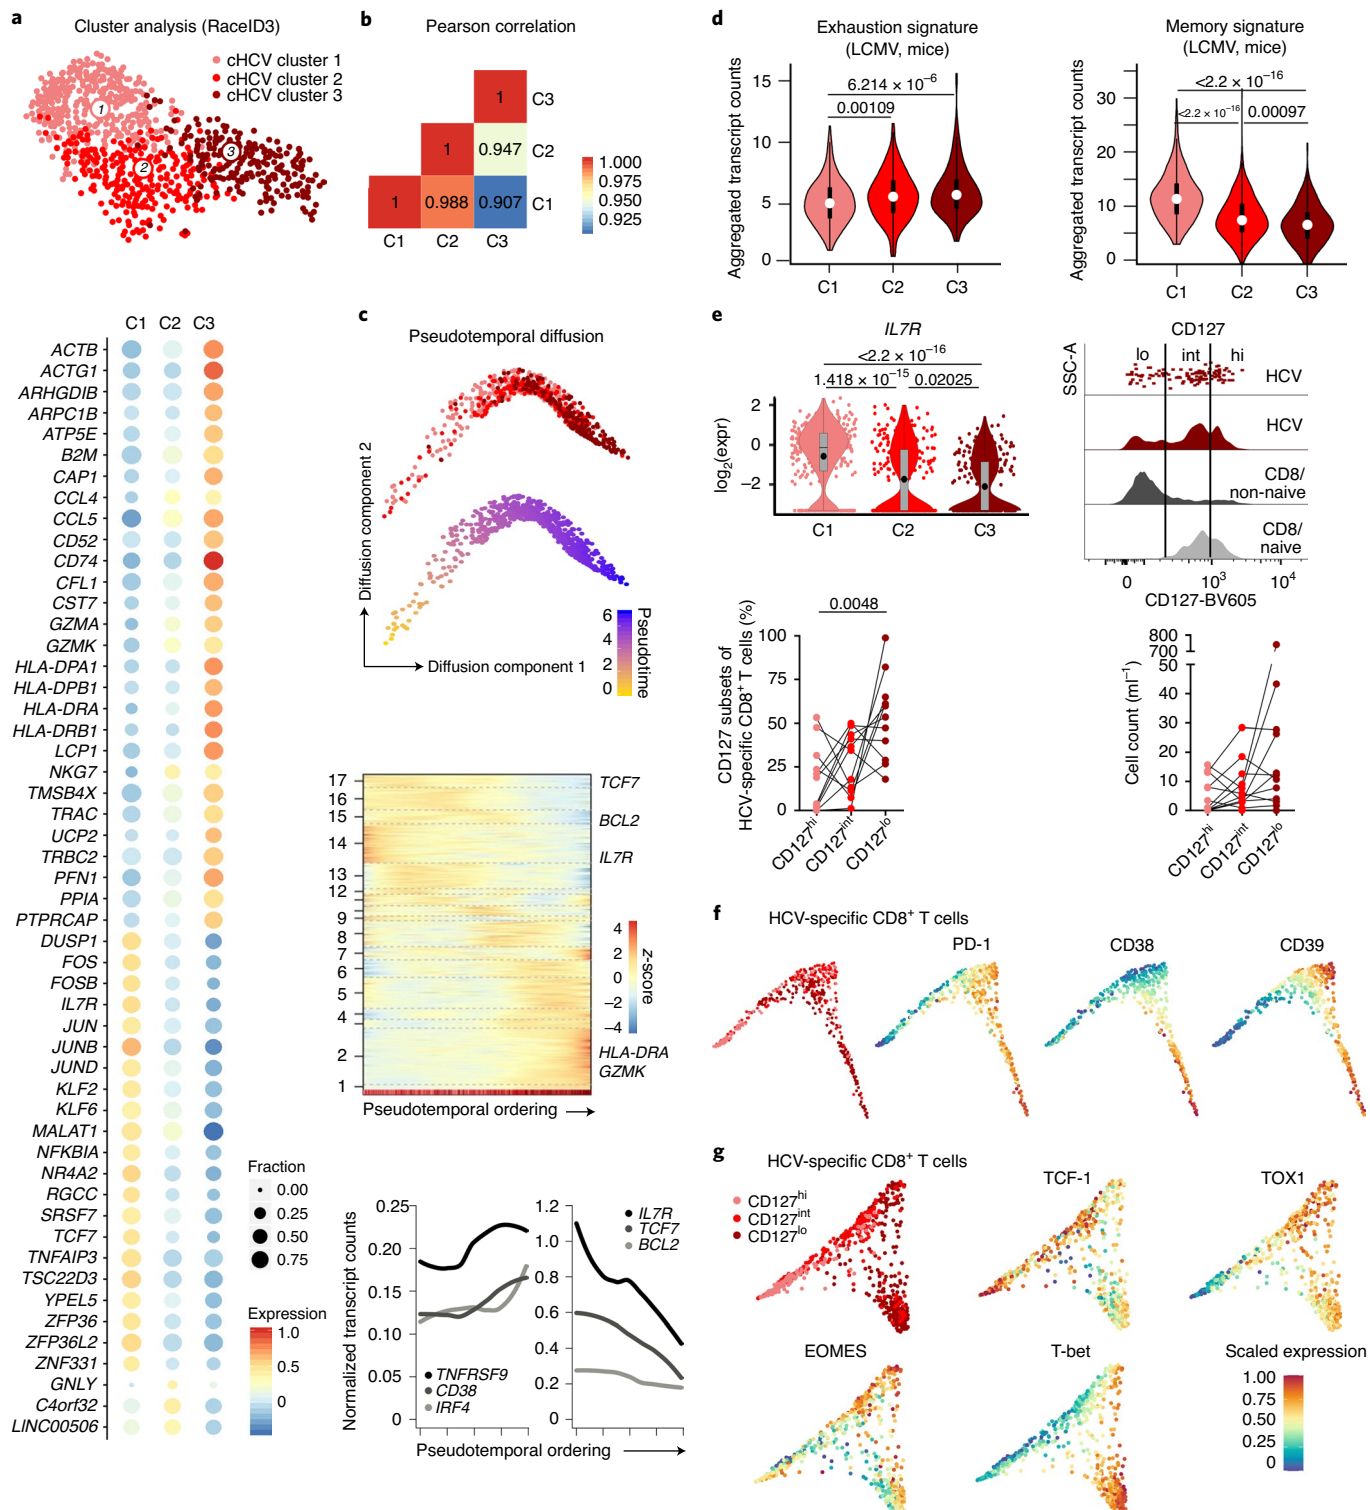 a
Cluster analysis (RaceID3)
cHCV cluster 1
cHCV cluster 2
cHCV cluster 3
1
2
3
C1 C2 C3
ACTB
ACTG1
ARHGDIB
ARPC1B
ATP5E
B2M
CAP1
CCL4
CCL5
CD52
CD74
CFL1
CST7
GZMA
GZMK
HLA-DPA1
HLA-DPB1
HLA-DRA
HLA-DRB1
LCP1
NKG7
TMSB4X
TRAC
UCP2
TRBC2
PFN1
PPIA
PTPRCAP
DUSP1
FOS
FOSB
IL7R
JUN
JUNB
JUND
KLF2
KLF6
MALAT1
NFKBIA
NR4A2
RGCC
SRSF7
TCF7
TNFAIP3
TSC22D3
YPEL5
ZFP36
ZFP36L2
ZNF331
GNLY
C4orf32
LINC00506
Fraction
0.00
0.25
0.50
0.75
Expression
1.0
0.5
0
b
Pearson correlation
1 C3
1 0.947 C2
1 0.988 0.907 C1
C1 C2 C3
1.000
0.975
0.950
0.925
c
Pseudotemporal diffusion
Diffusion component 2
Diffusion component 1
Pseudotime
6
4
2
0
17
16
15
14
13
12
9
8
7
6
5
4
2
1
TCF7
BCL2
IL7R
HLA-DRA
GZMK
z-score
4
2
0
−2
−4
Pseudotemporal ordering
Normalized transcript counts
0.25
0.20
0.15
0.10
0.05
0
TNFRSF9
CD38
IRF4
1.2
1.0
0.8
0.6
0.4
0.2
0
IL7R
TCF7
BCL2
Pseudotemporal ordering
d
Exhaustion signature
(LCMV, mice)
Aggregated transcript counts
15
10
5
0
6.214 × 10−6
0.00109
C1 C2 C3
Memory signature
(LCMV, mice)
Aggregated transcript counts
30
20
10
0
<2.2 × 10−16
<2.2 × 10−16 0.00097
C1 C2 C3
e
IL7R
<2.2 × 10−16
1.418 × 10−15 0.02025
log2(expr)
2
0
−2
C1 C2 C3
CD127
SSC-A
lo int hi
HCV
HCV
CD8/
non-naive
CD8/
naive
0 10³ 10⁴
CD127-BV605
0.0048
CD127 subsets of
HCV-specific CD8+ T cells (%)
100
75
50
25
0
CD127hi
CD127int
CD127lo
Cell count (ml−1)
800
700
50
40
30
20
10
0
CD127hi
CD127int
CD127lo
f
HCV-specific CD8+ T cells
PD-1
CD38
CD39
g
HCV-specific CD8+ T cells
CD127hi
CD127int
CD127lo
TCF-1
TOX1
EOMES
T-bet
Scaled expression
1.00
0.75
0.50
0.25
0